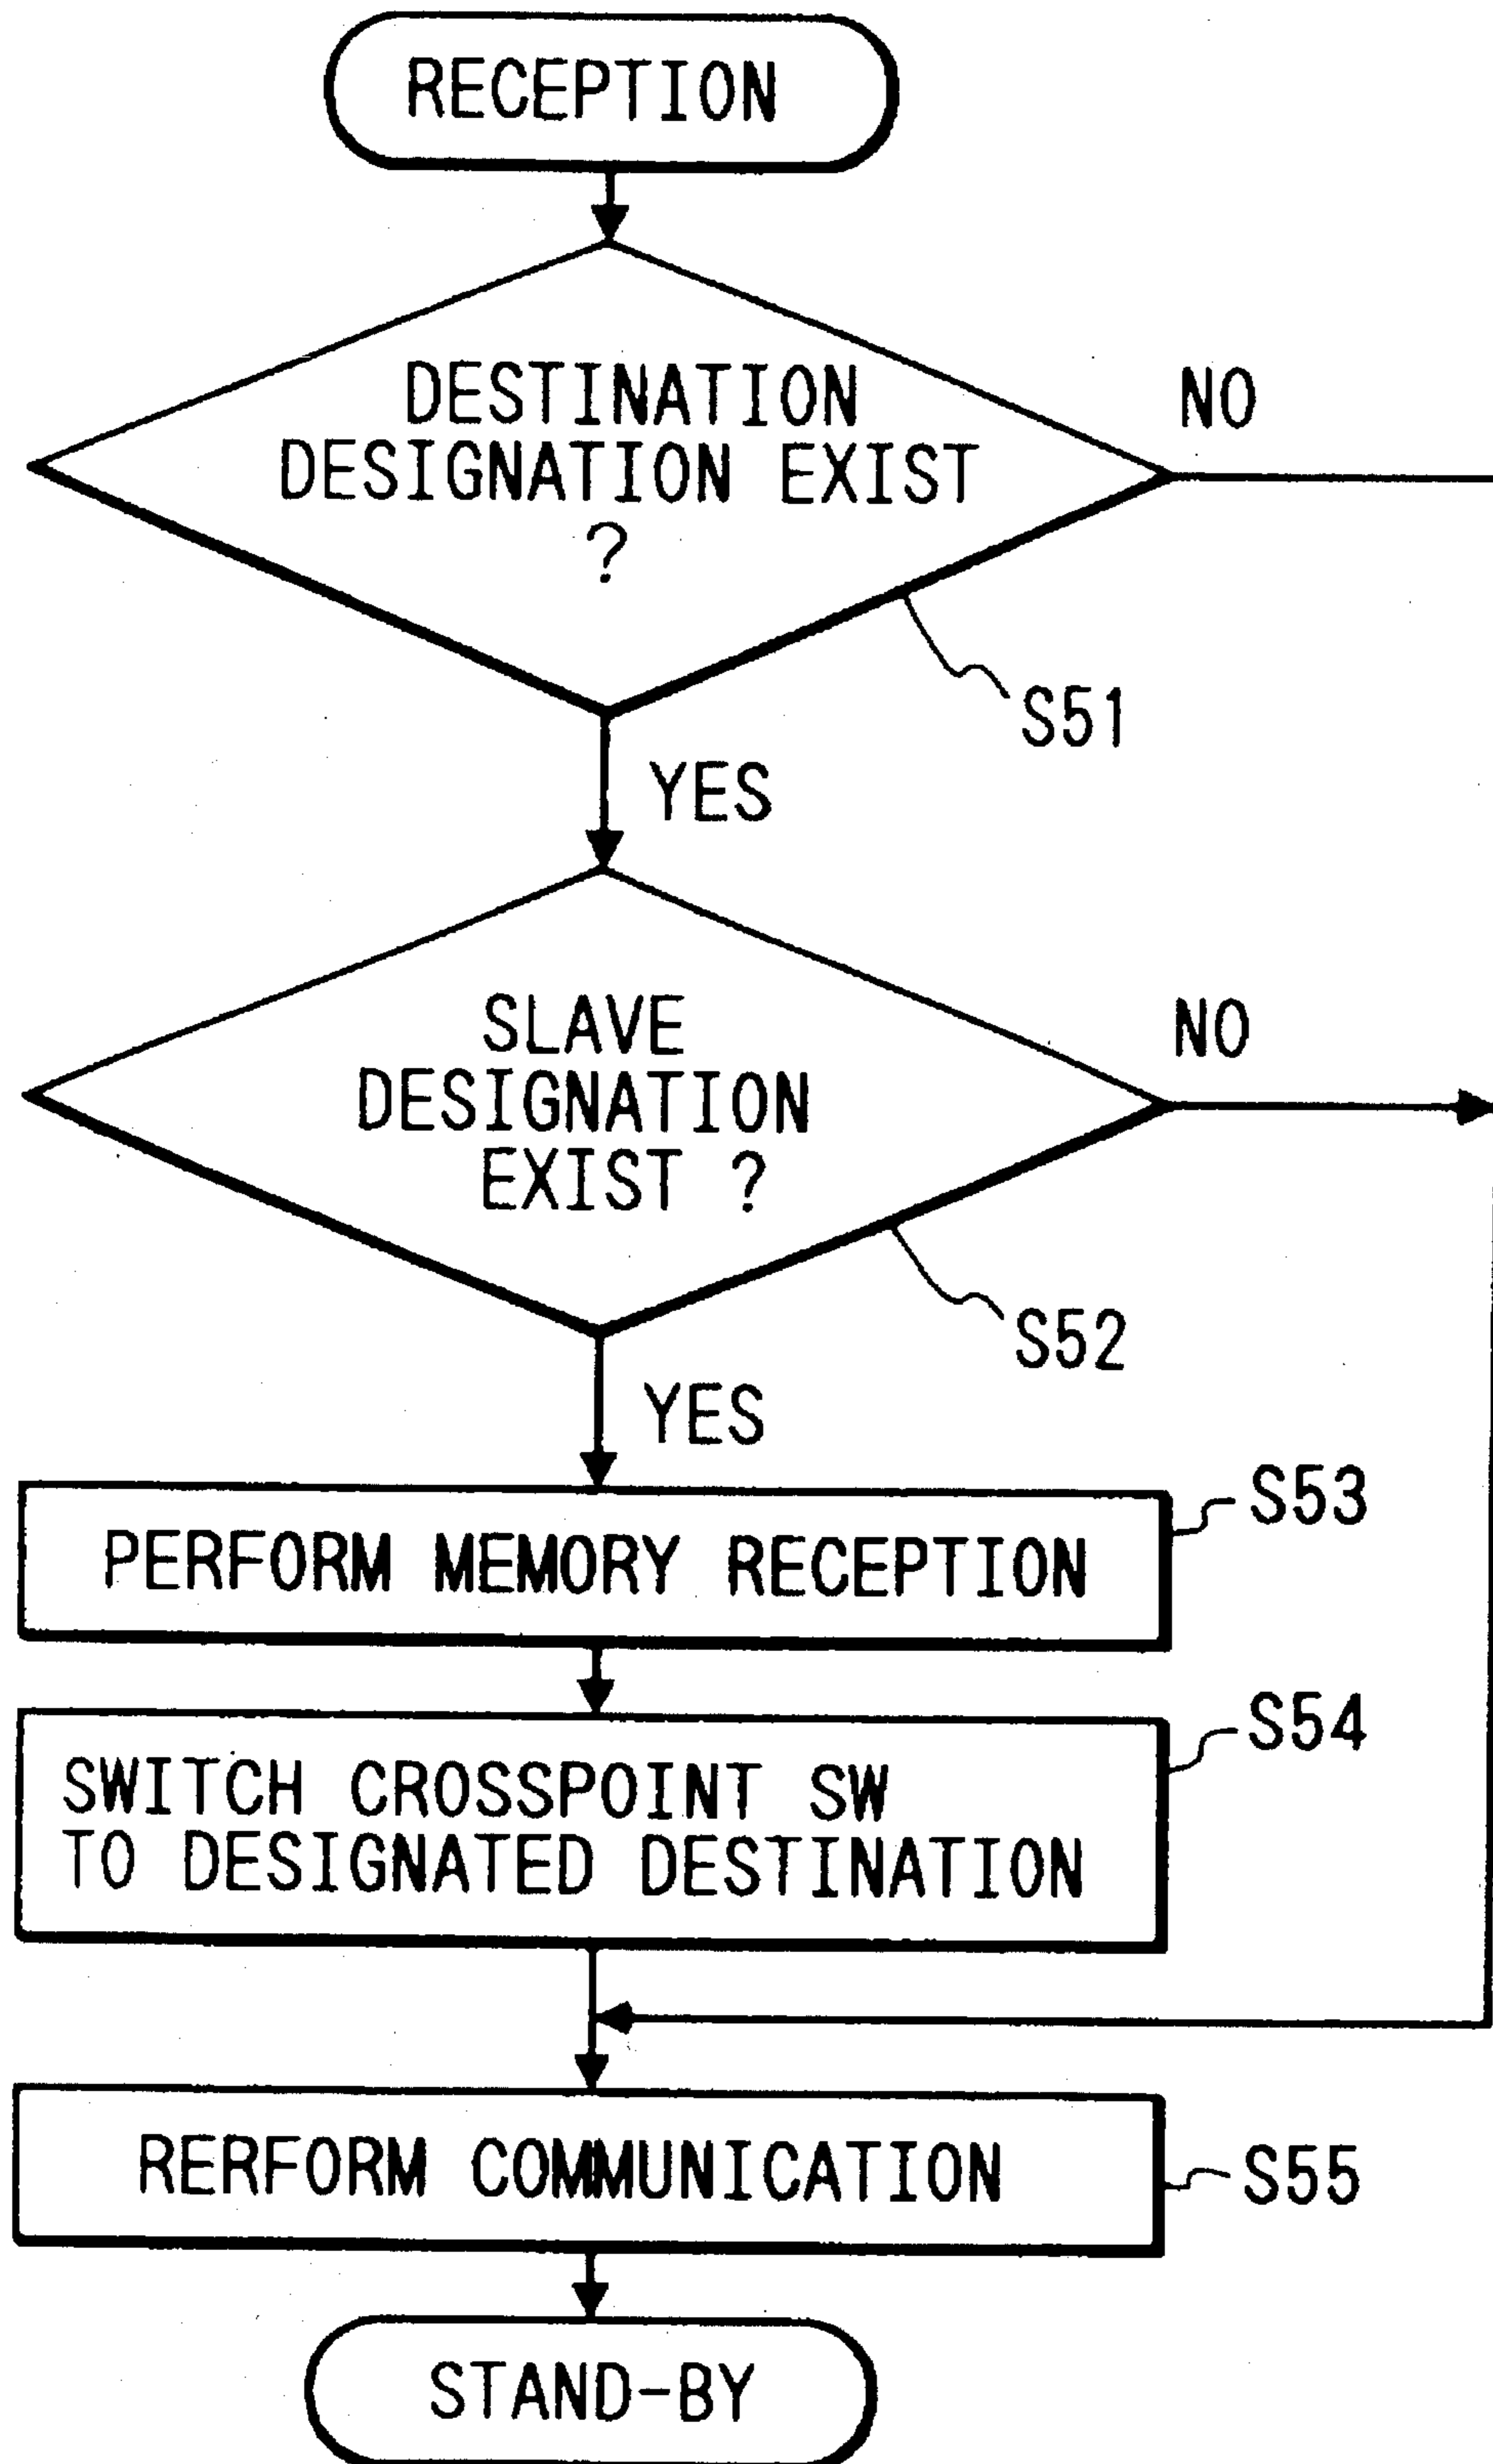 RECEPTION
DESTINATION
DESIGNATION EXIST
?
NO
S51
YES
SLAVE
DESIGNATION
EXIST ?
NO
S52
YES
S53
PERFORM MEMORY RECEPTION
S54
SWITCH CROSSPOINT SW
TO DESIGNATED DESTINATION
RERFORM COMMUNICATION
S55
STAND-BY